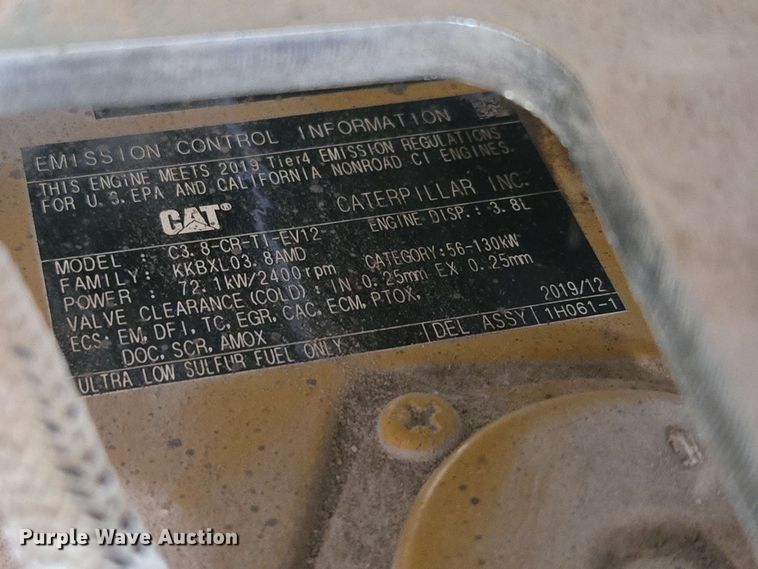 EMISSION CONTROL INFORMATION
THIS ENGINE MEETS 2019 Tier4 EMISSION REGULATIONS
FOR U.S.EPA AND CALIFORNIA NONROAD CI ENGINES.
CAT® CATERPILLAR INC.
MODEL : C3.8-CR-TI-EV12 ENGINE DISP.: 3.8L
FAMILY: KKBXL03.8AMD CATEGORY:56-130kW
POWER : 72.1kW/2400rpm
VALVE CLEARANCE(COLD): IN 0.25mm EX 0.25mm
ECS: EM, DFI, TC, EGR, CAC, ECM, PTOX, 2019/12
DOC, SCR, AMOX DEL ASSY 1H061-1
ULTRA LOW SULFUR FUEL ONLY
Purple Wave Auction